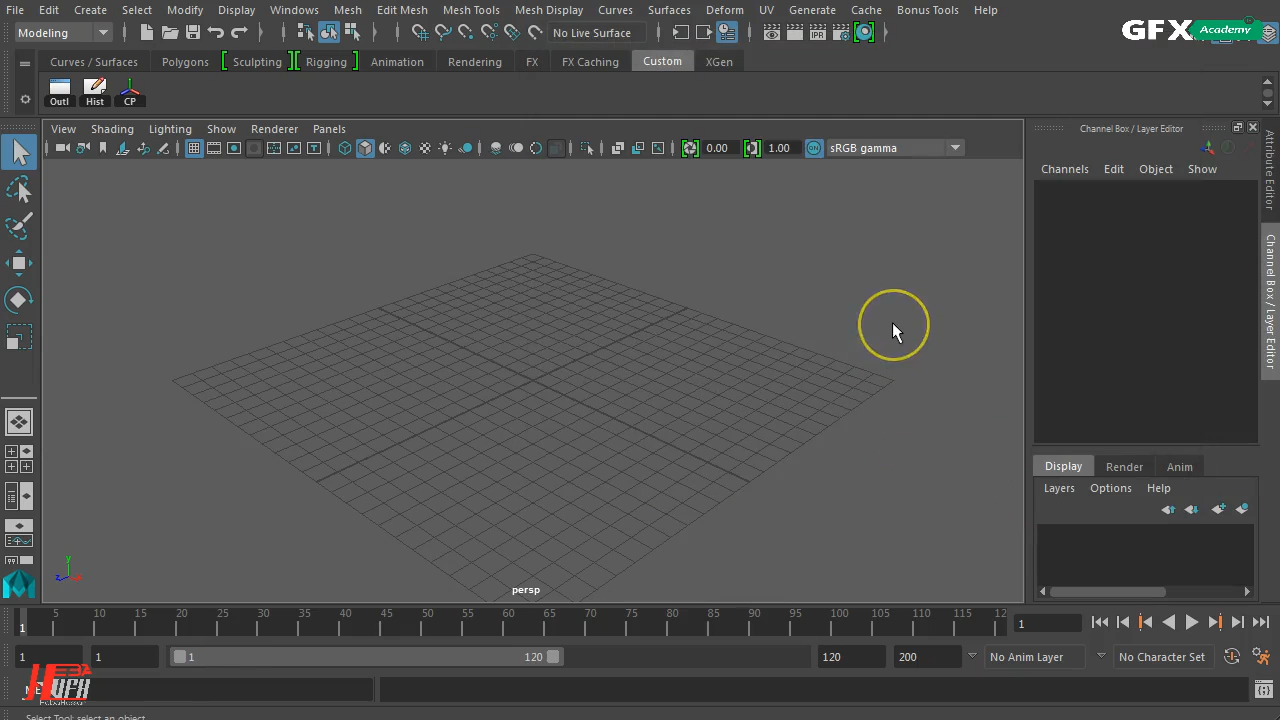 File Edit Create Select Modify Display Windows Mesh Edit Mesh Mesh Tools Mesh Display Curves Surfaces Deform UV Generate Cache Bonus Tools Help
Modeling No Live Surface IPR GFX Academy
Curves / Surfaces Polygons Sculpting Rigging Animation Rendering FX FX Caching Custom XGen
Outl Hist CP
View Shading Lighting Show Renderer Panels
Channel Box / Layer Editor
0.00 1.00 ON sRGB gamma
Channels Edit Object Show
Attribute Editor
Channel Box / Layer Editor
Display Render Anim
Layers Options Help
y
z x
persp
5 10 15 20 25 30 35 40 45 50 55 60 65 70 75 80 85 90 95 100 105 110 115 12
1 1
1 1 1 120 120 200 No Anim Layer No Character Set
VFX
Select Tool: select an object